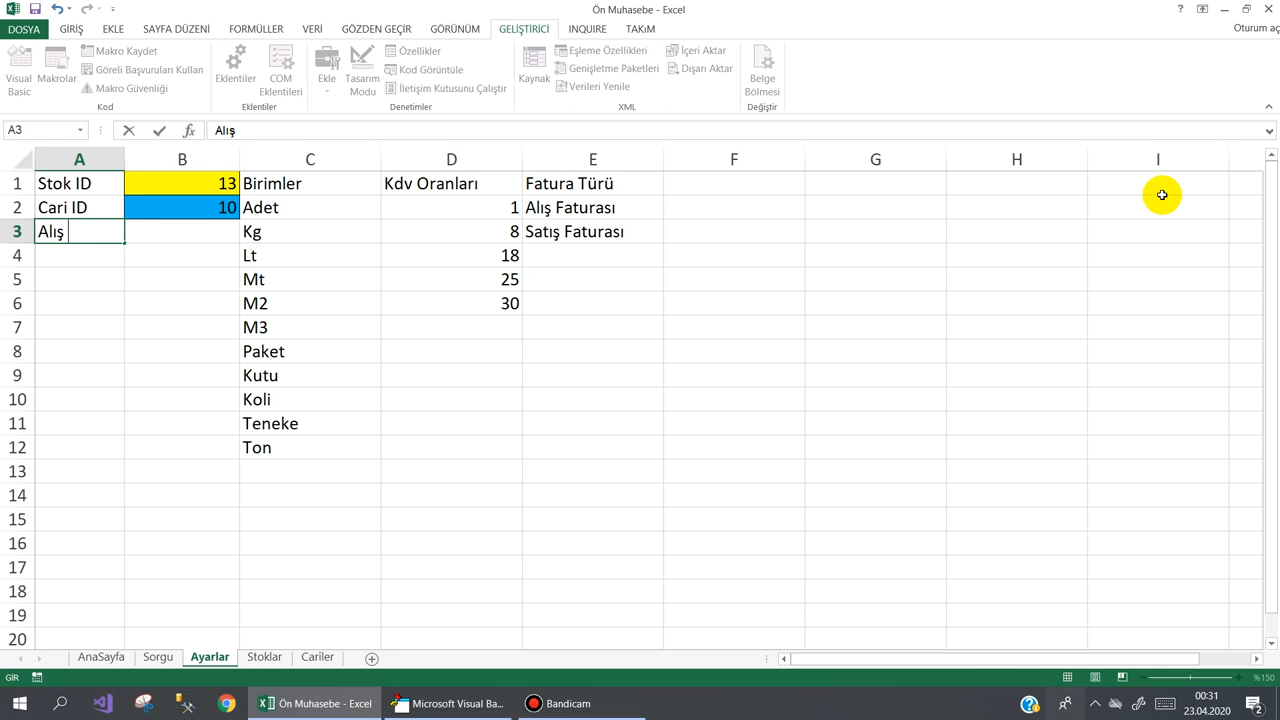 Ön Muhasebe - Excel
DOSYA GİRİŞ EKLE SAYFA DÜZENİ FORMÜLLER VERİ GÖZDEN GEÇİR GÖRÜNÜM GELİŞTİRİCİ INQUIRE TAKIM Oturum aç
Visual Basic
Makrolar
Makro Kaydet
Göreli Başvuruları Kullan
Makro Güvenliği
Kod
Eklentiler
COM Eklentileri
Eklentiler
Ekle
Tasarım Modu
Özellikler
Kod Görüntüle
İletişim Kutusunu Çalıştır
Denetimler
Kaynak
Eşleme Özellikleri
Genişletme Paketleri
Verileri Yenile
İçeri Aktar
Dışarı Aktar
XML
Belge Bölmesi
Değiştir
A3 fx Alış
A B C D E F G H I
1 Stok ID 13 Birimler Kdv Oranları Fatura Türü
2 Cari ID 10 Adet 1 Alış Faturası
3 Alış Kg 8 Satış Faturası
4 Lt 18
5 Mt 25
6 M2 30
7 M3
8 Paket
9 Kutu
10 Koli
11 Teneke
12 Ton
13
14
15
16
17
18
19
20
AnaSayfa Sorgu Ayarlar Stoklar Cariler
GİR %150
Ön Muhasebe - Excel Microsoft Visual Ba... Bandicam 00:31
23.04.2020 2